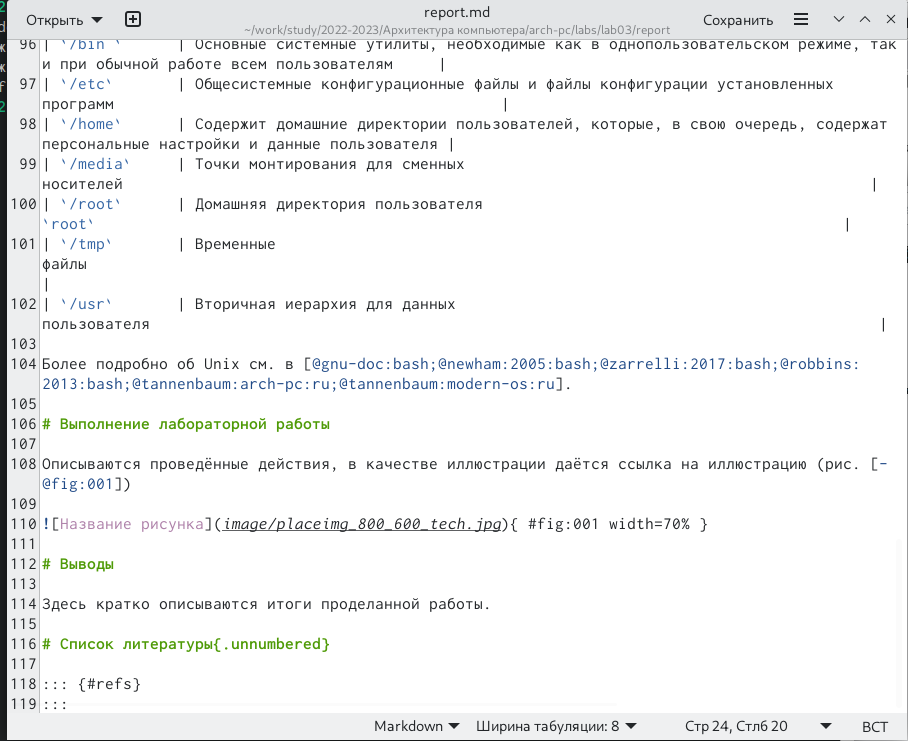 Открыть
report.md
~/work/study/2022-2023/Архитектура компьютера/arch-pc/labs/lab03/report
Сохранить
96| `/bin `      | Основные системные утилиты, необходимые как в однопользовательском режиме, так
и при обычной работе всем пользователям     |
97| `/etc`       | Общесистемные конфигурационные файлы и файлы конфигурации установленных
программ                                           |
98| `/home`      | Содержит домашние директории пользователей, которые, в свою очередь, содержат
персональные настройки и данные пользователя |
99| `/media`     | Точки монтирования для сменных
носителей                                                                                   |
100| `/root`      | Домашняя директория пользователя
`root`                                                                                   |
101| `/tmp`       | Временные
файлы
|
102| `/usr`       | Вторичная иерархия для данных
пользователя                                                                                 |
103
104 Более подробно об Unix см. в [@gnu-doc:bash;@newham:2005:bash;@zarrelli:2017:bash;@robbins:
2013:bash;@tannenbaum:arch-pc:ru;@tannenbaum:modern-os:ru].
105
106 # Выполнение лабораторной работы
107
108 Описываются проведённые действия, в качестве иллюстрации даётся ссылка на иллюстрацию (рис. [-
@fig:001])
109
110 ![Название рисунка](image/placeimg_800_600_tech.jpg){ #fig:001 width=70% }
111
112 # Выводы
113
114 Здесь кратко описываются итоги проделанной работы.
115
116 # Список литературы{.unnumbered}
117
118 ::: {#refs}
119 :::
Markdown Ширина табуляции: 8 Стр 24, Стлб 20 ВСТ